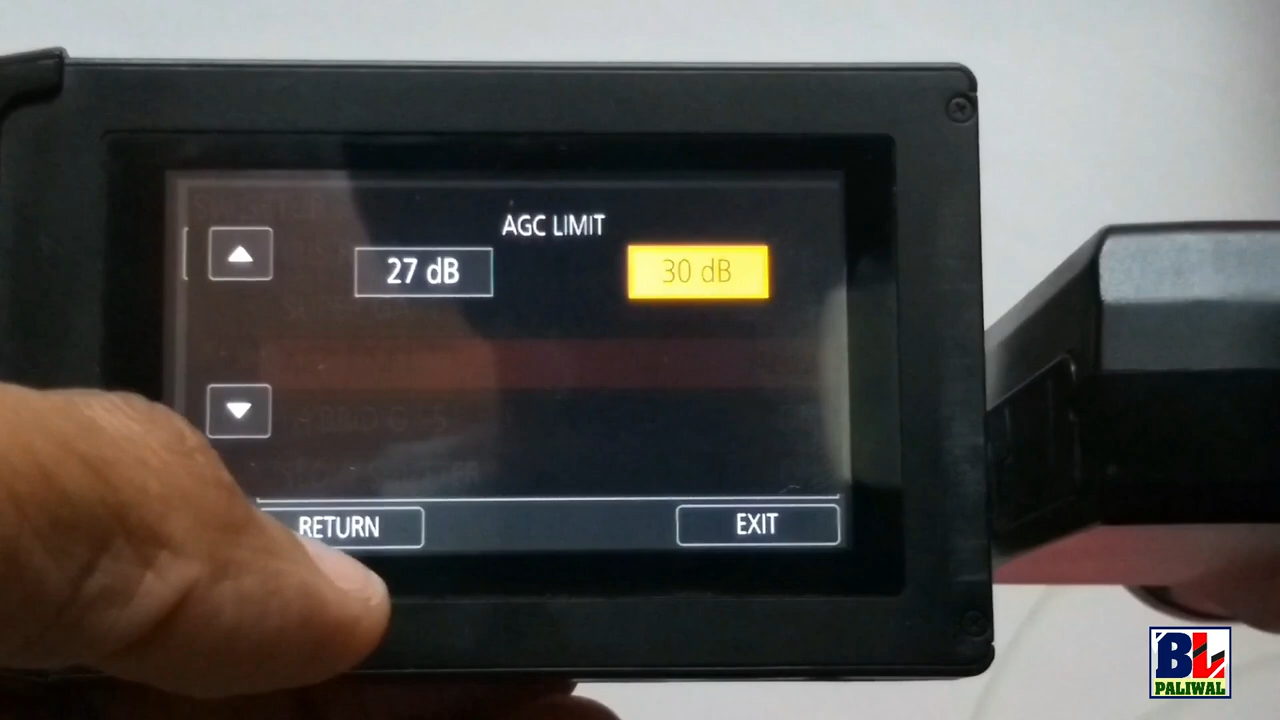 AGC LIMIT
27 dB
30 dB
RETURN
EXIT
BL
PALIWAL